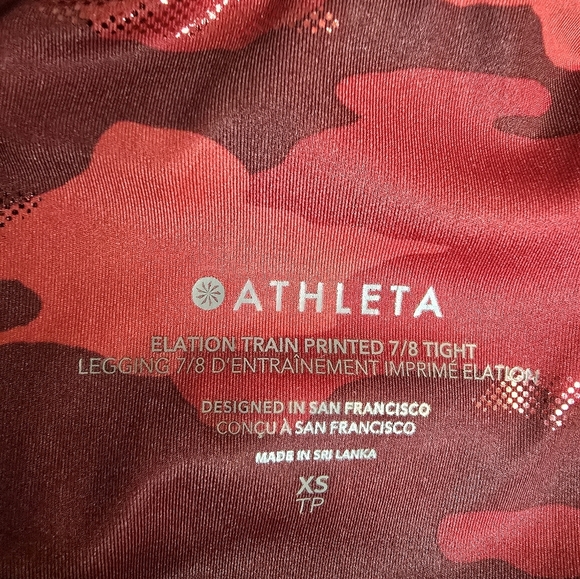 ATHLETA
ELATION TRAIN PRINTED 7/8 TIGHT
LEGGING 7/8 D'ENTRAÎNEMENT IMPRIMÉ ELATION
DESIGNED IN SAN FRANCISCO
CONÇU À SAN FRANCISCO
MADE IN SRI LANKA
XS
TP